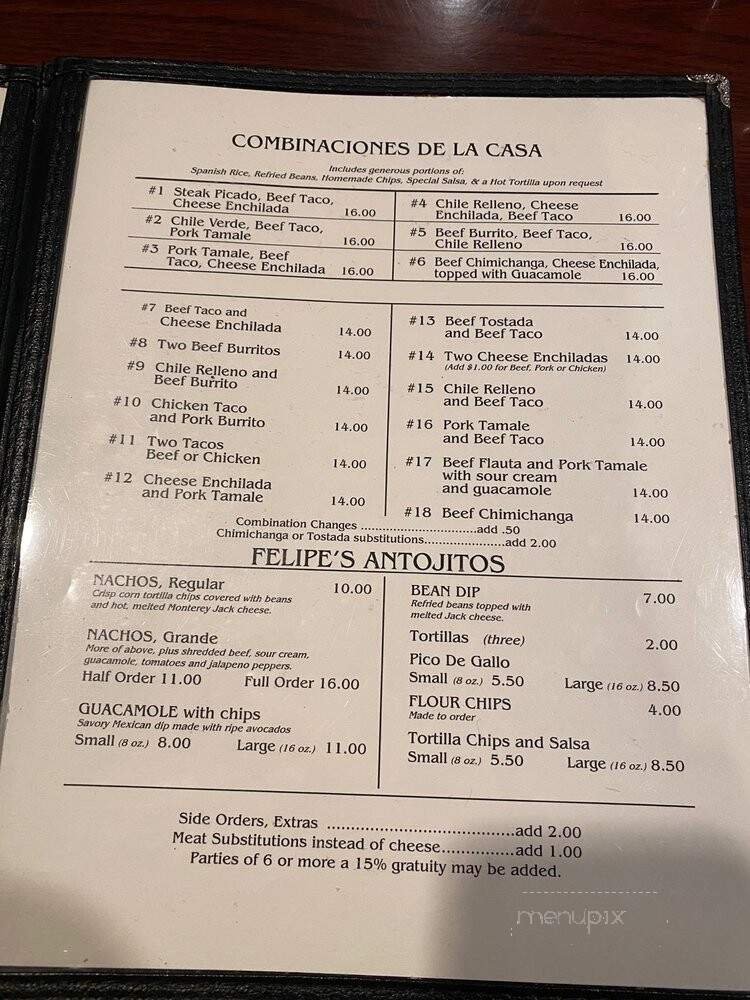 COMBINACIONES DE LA CASA
Includes generous portions of:
Spanish Rice, Refried Beans, Homemade Chips, Special Salsa, & a Hot Tortilla upon request
#1 Steak Picado, Beef Taco,
Cheese Enchilada 16.00
#2 Chile Verde, Beef Taco,
Pork Tamale 16.00
#3 Pork Tamale, Beef
Taco, Cheese Enchilada 16.00
#4 Chile Relleno, Cheese
Enchilada, Beef Taco 16.00
#5 Beef Burrito, Beef Taco,
Chile Relleno 16.00
#6 Beef Chimichanga, Cheese Enchilada,
topped with Guacamole 16.00
#7 Beef Taco and
Cheese Enchilada 14.00
#8 Two Beef Burritos 14.00
#9 Chile Relleno and
Beef Burrito 14.00
#10 Chicken Taco
and Pork Burrito 14.00
#11 Two Tacos
Beef or Chicken 14.00
#12 Cheese Enchilada
and Pork Tamale 14.00
#13 Beef Tostada
and Beef Taco 14.00
#14 Two Cheese Enchiladas 14.00
(Add $1.00 for Beef, Pork or Chicken)
#15 Chile Relleno
and Beef Taco 14.00
#16 Pork Tamale
and Beef Taco 14.00
#17 Beef Flauta and Pork Tamale
with sour cream
and guacamole 14.00
#18 Beef Chimichanga 14.00
Combination Changes ..............................add .50
Chimichanga or Tostada substitutions.....................add 2.00
FELIPE'S ANTOJITOS
NACHOS, Regular 10.00
Crisp corn tortilla chips covered with beans
and hot, melted Monterey Jack cheese.
NACHOS, Grande
More of above, plus shredded beef, sour cream,
guacamole, tomatoes and jalapeno peppers.
Half Order 11.00 Full Order 16.00
GUACAMOLE with chips
Savory Mexican dip made with ripe avocados
Small (8 oz.) 8.00 Large (16 oz.) 11.00
BEAN DIP 7.00
Refried beans topped with
melted Jack cheese.
Tortillas (three) 2.00
Pico De Gallo
Small (8 oz.) 5.50 Large (16 oz.) 8.50
FLOUR CHIPS 4.00
Made to order
Tortilla Chips and Salsa
Small (8 oz.) 5.50 Large (16 oz.) 8.50
Side Orders, Extras ......................................add 2.00
Meat Substitutions instead of cheese...............add 1.00
Parties of 6 or more a 15% gratuity may be added.
menupix